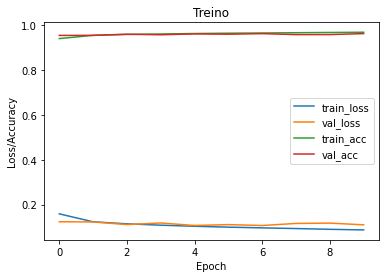 Treino
1.0
0.8
0.6
0.4
0.2
Loss/Accuracy
train_loss
val_loss
train_acc
val_acc
0
2
4
6
8
Epoch